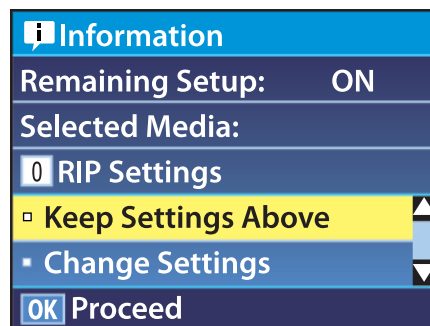 Information
Remaining Setup: ON
Selected Media:
0 RIP Settings
Keep Settings Above
Change Settings
OK Proceed